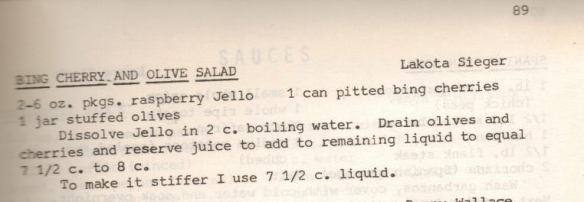 89
SAUCES
BING CHERRY AND OLIVE SALAD Lakota Sieger
2-6 oz. pkgs. raspberry Jello 1 can pitted bing cherries
1 jar stuffed olives
Dissolve Jello in 2 c. boiling water. Drain olives and
cherries and reserve juice to add to remaining liquid to equal
7 1/2 c. to 8 c.
To make it stiffer I use 7 1/2 c. liquid.
Wallace